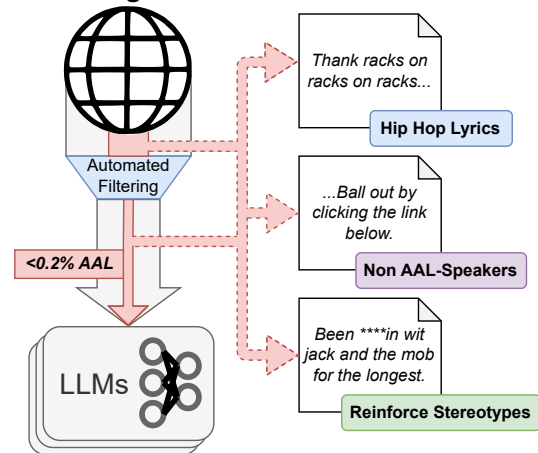 Thank racks on
racks on racks...
Hip Hop Lyrics
Automated
Filtering
...Ball out by
clicking the link
below.
Non AAL-Speakers
<0.2% AAL
Been ****in wit
jack and the mob
for the longest.
Reinforce Stereotypes
LLMs